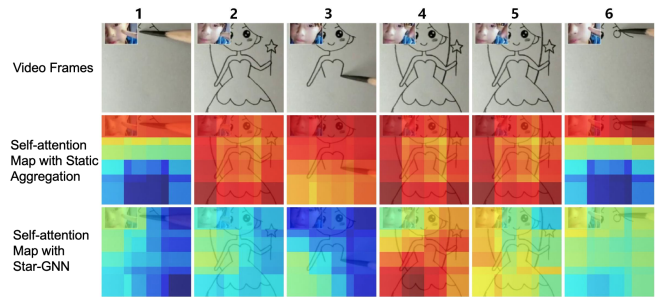 1 2 3 4 5 6
Video Frames
Self-attention
Map with Static
Aggregation
Self-attention
Map with
Star-GNN